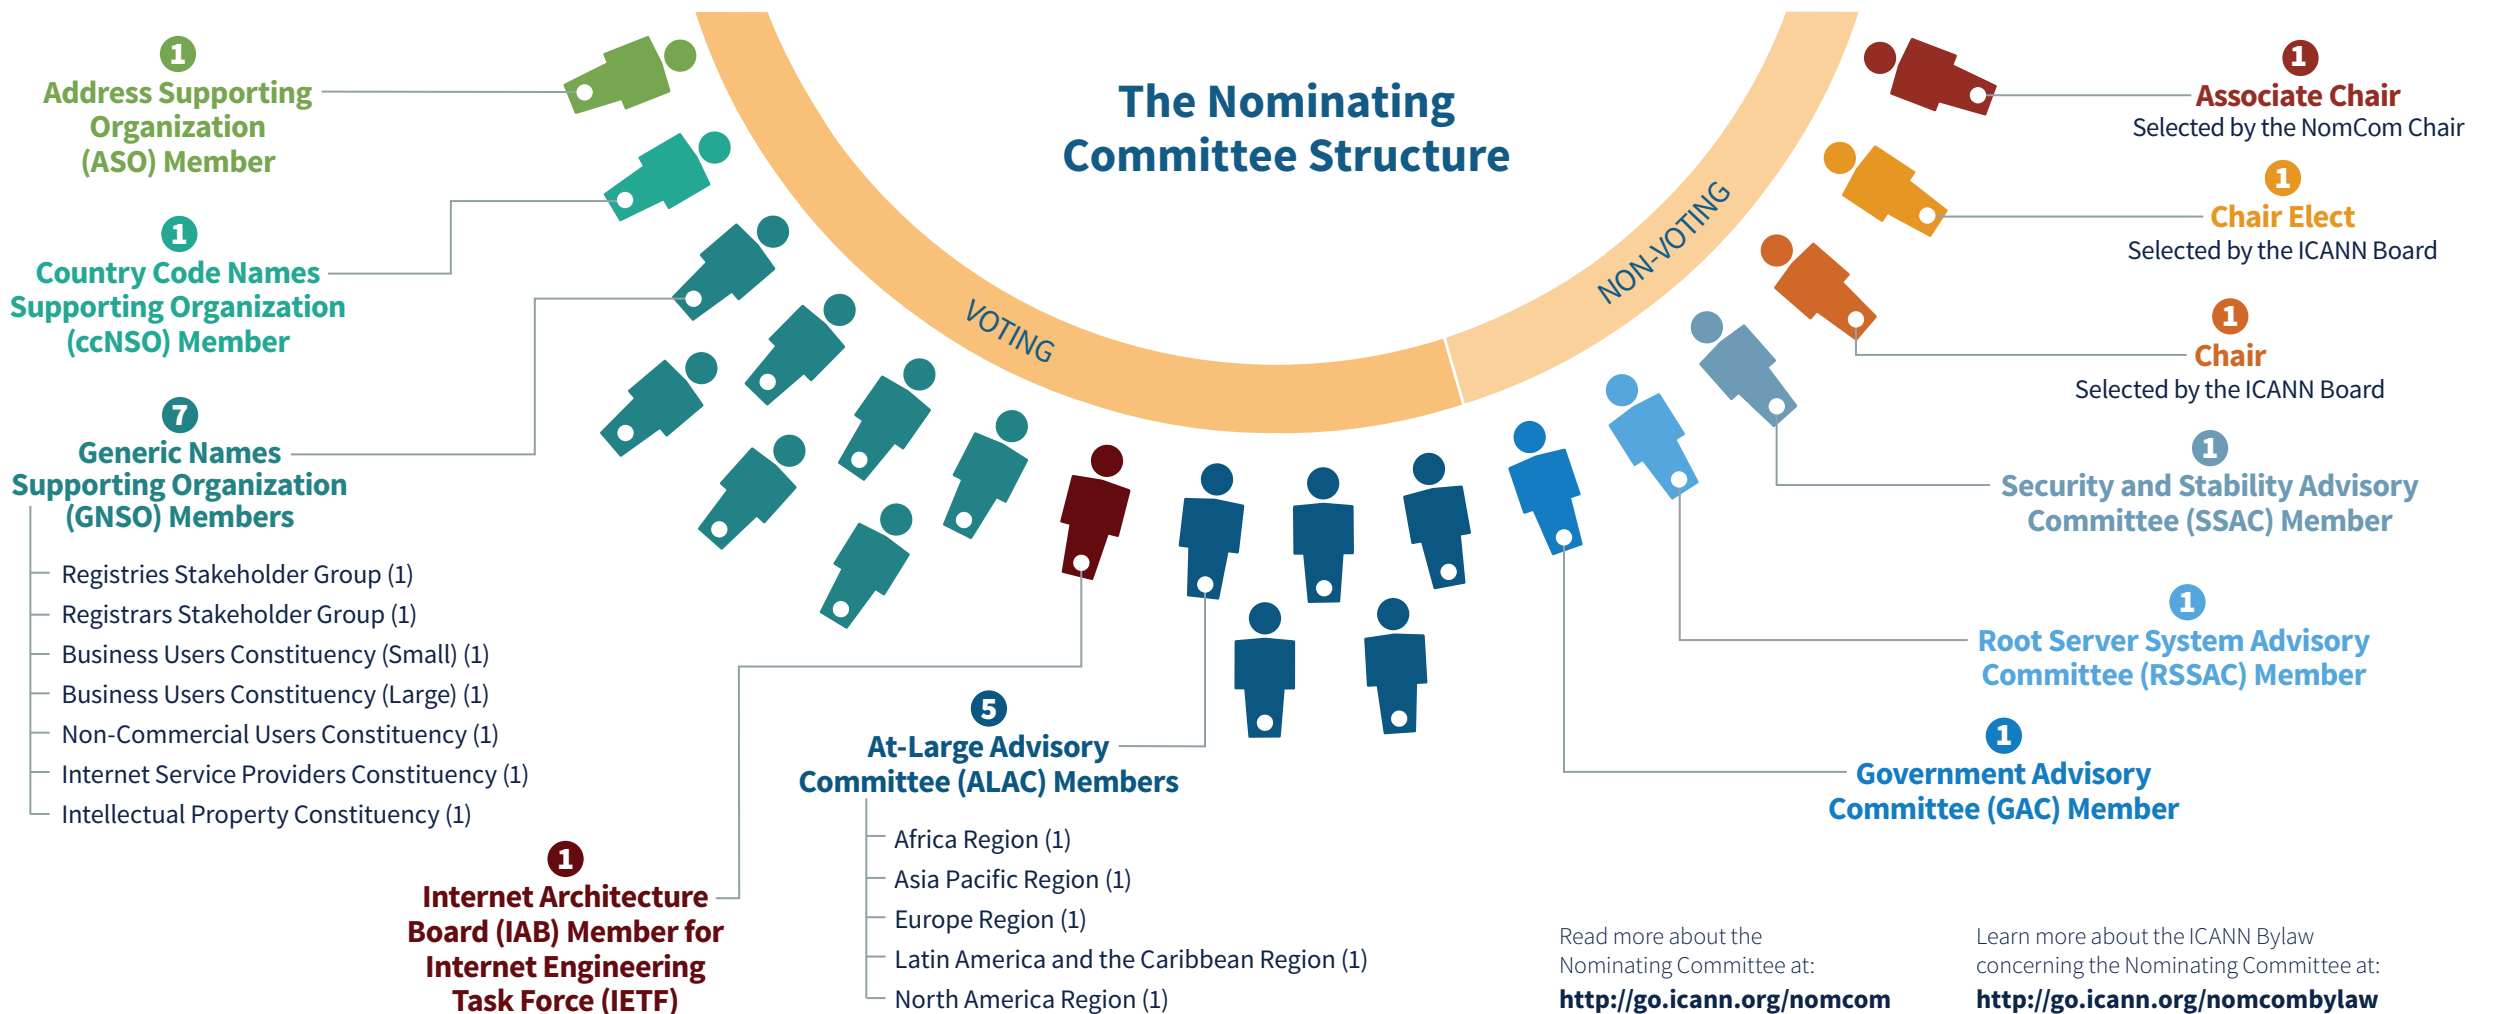 The Nominating
Committee Structure
VOTING
NON-VOTING
1
Address Supporting
Organization
(ASO) Member
1
Country Code Names
Supporting Organization
(ccNSO) Member
7
Generic Names
Supporting Organization
(GNSO) Members
Registries Stakeholder Group (1)
Registrars Stakeholder Group (1)
Business Users Constituency (Small) (1)
Business Users Constituency (Large) (1)
Non-Commercial Users Constituency (1)
Internet Service Providers Constituency (1)
Intellectual Property Constituency (1)
1
Internet Architecture
Board (IAB) Member for
Internet Engineering
Task Force (IETF)
5
At-Large Advisory
Committee (ALAC) Members
Africa Region (1)
Asia Pacific Region (1)
Europe Region (1)
Latin America and the Caribbean Region (1)
North America Region (1)
1
Associate Chair
Selected by the NomCom Chair
1
Chair Elect
Selected by the ICANN Board
1
Chair
Selected by the ICANN Board
1
Security and Stability Advisory
Committee (SSAC) Member
1
Root Server System Advisory
Committee (RSSAC) Member
1
Government Advisory
Committee (GAC) Member
Read more about the
Nominating Committee at:
http://go.icann.org/nomcom
Learn more about the ICANN Bylaw
concerning the Nominating Committee at:
http://go.icann.org/nomcombylaw